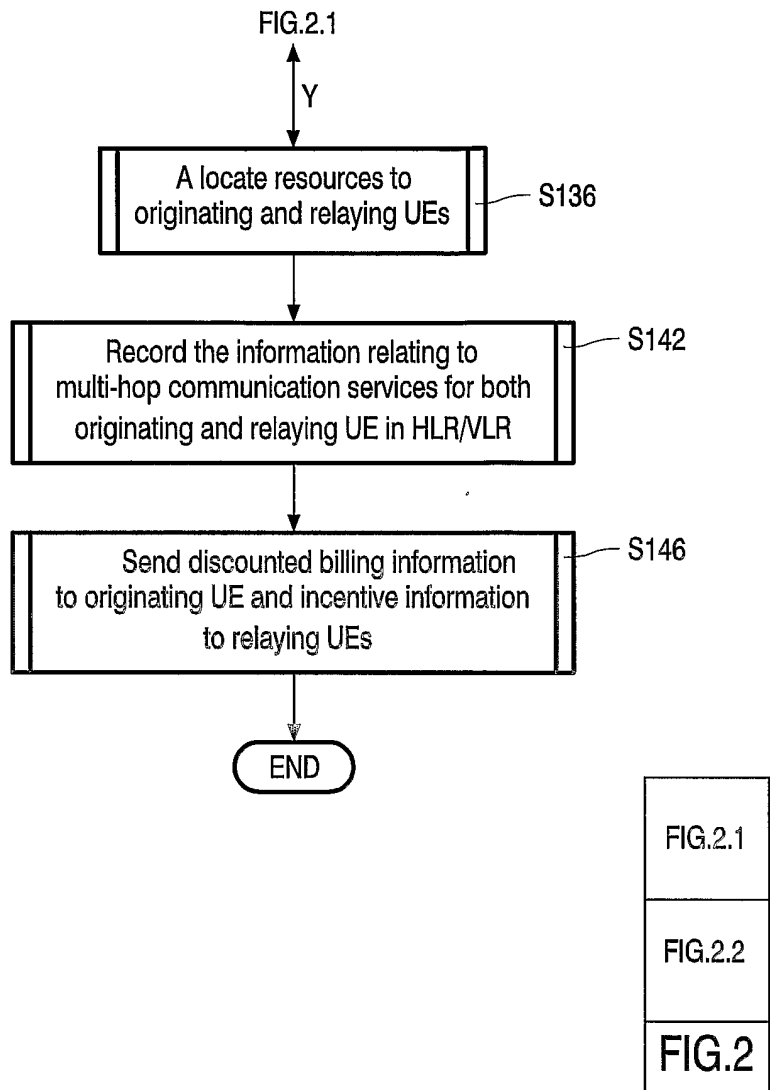 FIG.2.1
Y
A locate resources to
originating and relaying UEs
S136
Record the information relating to
multi-hop communication services for both
originating and relaying UE in HLR/VLR
S142
Send discounted billing information
to originating UE and incentive information
to relaying UEs
S146
END
FIG.2.1
FIG.2.2
FIG.2